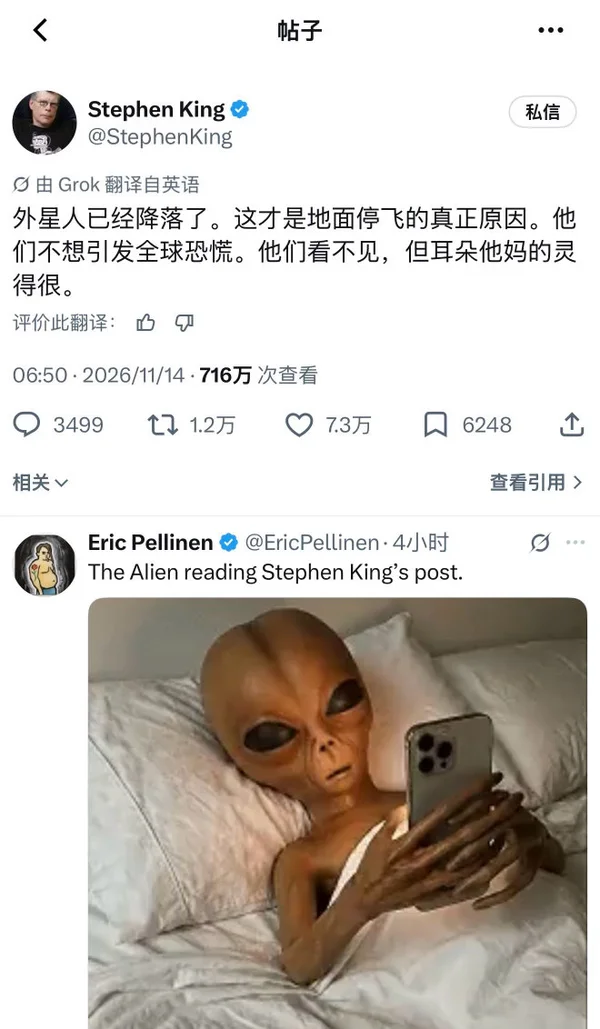 帖子
Stephen King
私信
@StephenKing
由 Grok 翻译自英语
外星人已经降落了。这才是地面停飞的真正原因。他
们不想引发全球恐慌。他们看不见，但耳朵他妈的灵
得很。
评价此翻译：
06:50 · 2026/11/14 · 716万 次查看
3499 1.2万 7.3万 6248
相关 查看引用
Eric Pellinen @EricPellinen · 4小时
The Alien reading Stephen King’s post.